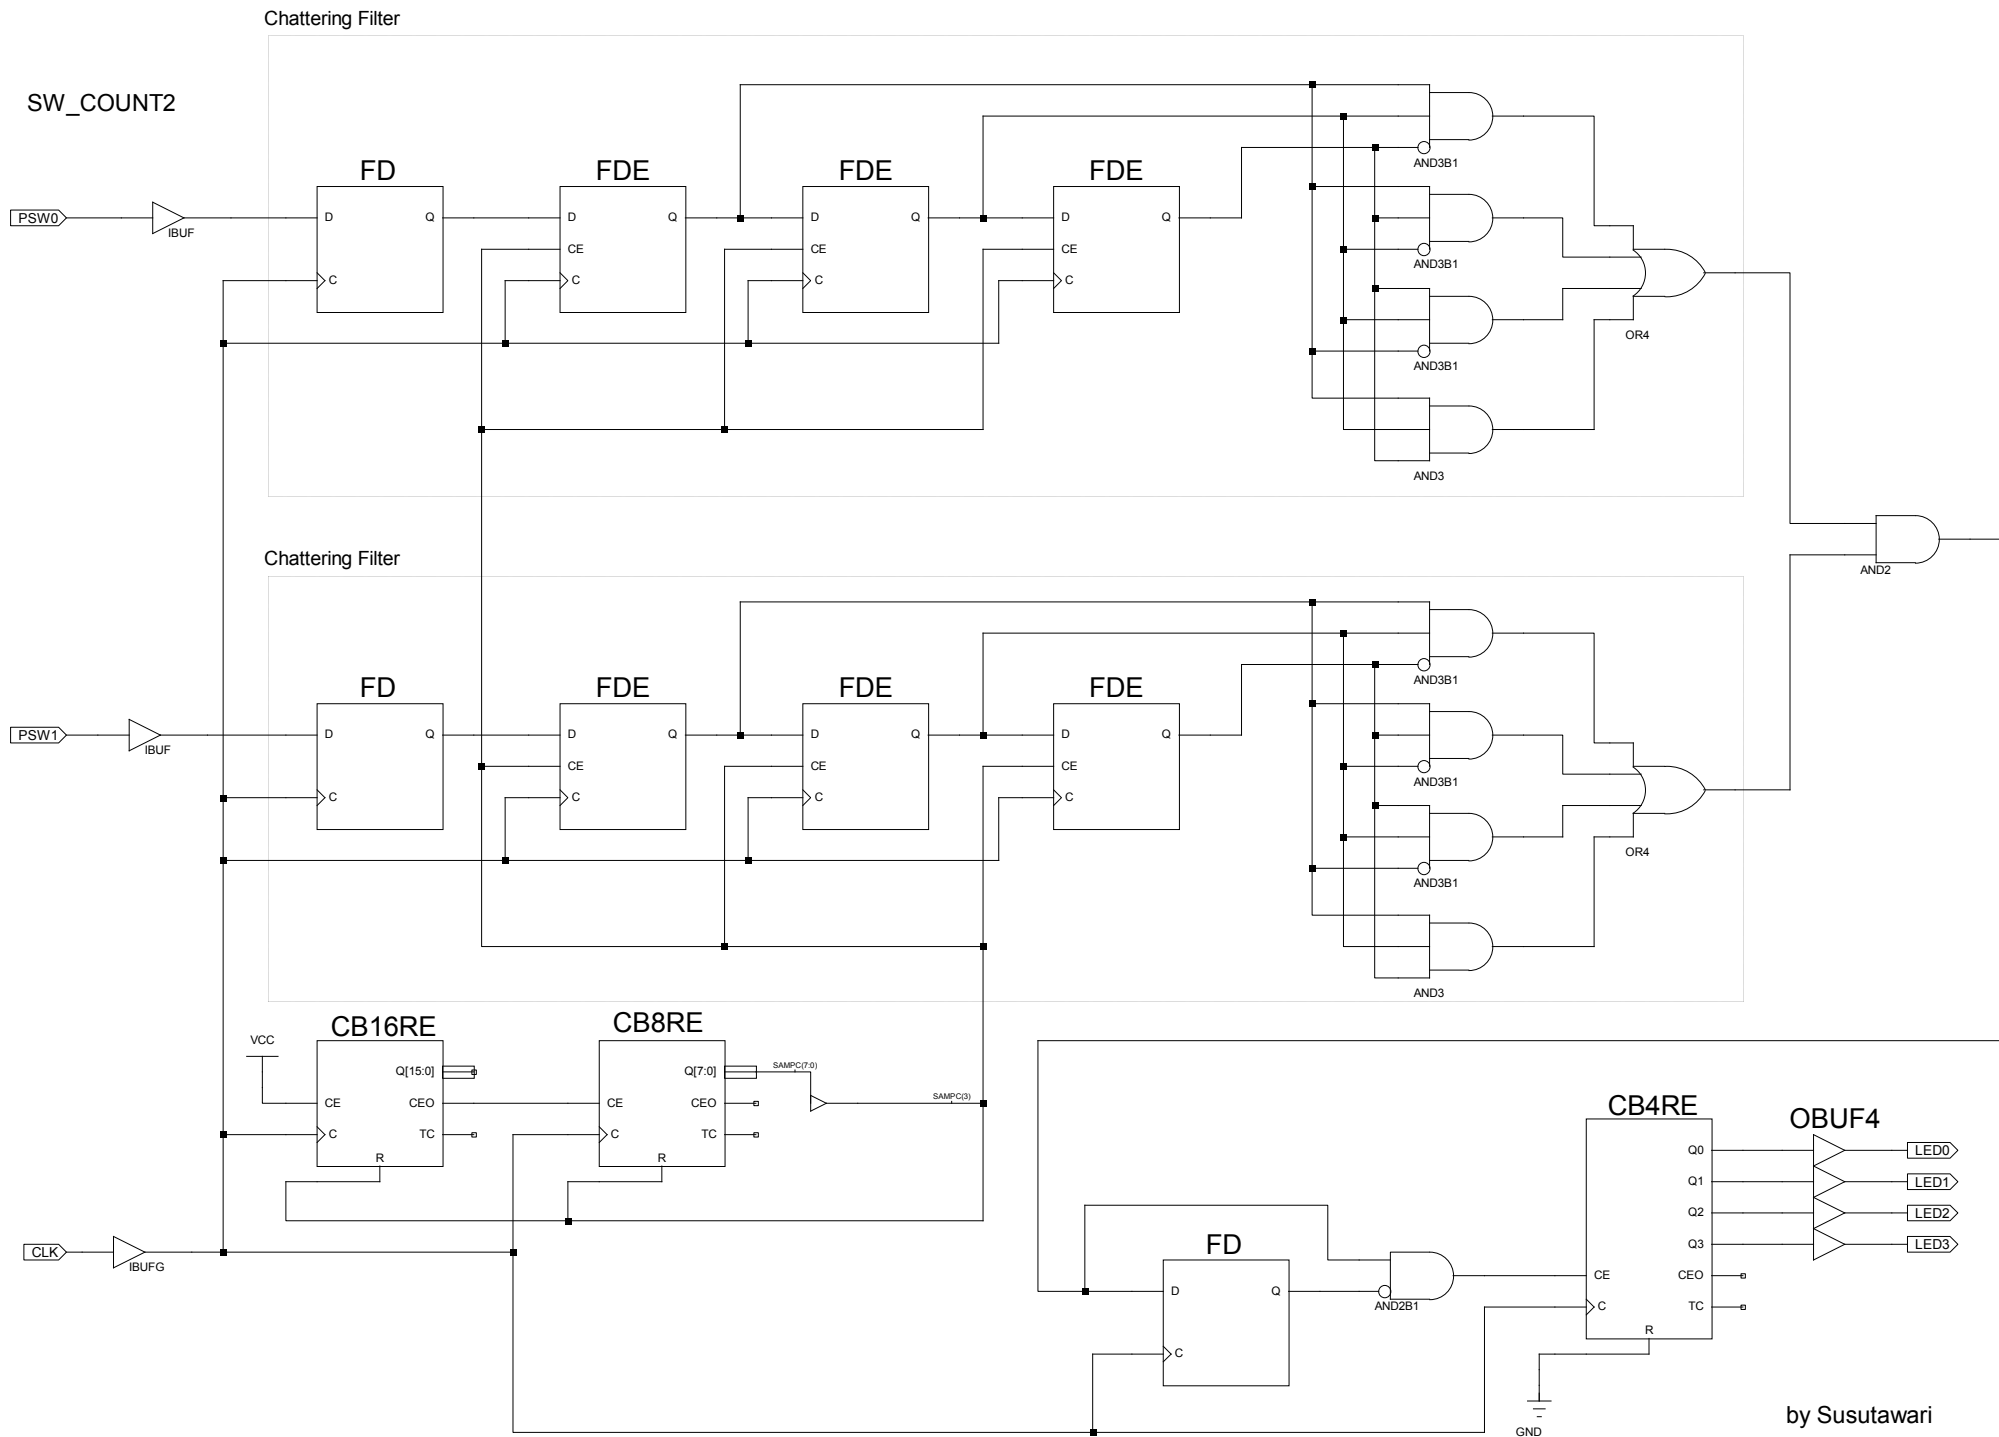 Chattering Filter
SW_COUNT2
FD
FDE
FDE
FDE
PSW0
IBUF
D
Q
C
D
Q
CE
C
D
Q
CE
C
D
Q
CE
C
AND3B1
AND3B1
AND3B1
AND3
OR4
AND2
Chattering Filter
FD
FDE
FDE
FDE
PSW1
IBUF
D
Q
C
D
Q
CE
C
D
Q
CE
C
D
Q
CE
C
AND3B1
AND3B1
AND3B1
AND3
OR4
CB16RE
VCC
Q[15:0]
CE
CEO
C
TC
R
CB8RE
Q[7:0]
CE
CEO
C
TC
R
SAMPC(7:0)
SAMPC(3)
CLK
IBUFG
FD
D
Q
C
AND2B1
CB4RE
Q0
Q1
Q2
Q3
CE
CEO
C
TC
R
GND
OBUF4
LED0
LED1
LED2
LED3
by Susutawari